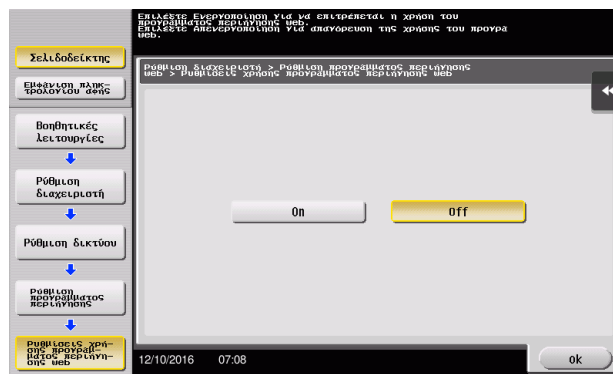 Επιλέξτε Ενεργοποίηση για να επιτρέπεται η χρήση του
προγράμματος περιήγησης web.
Επιλέξτε Απενεργοποίηση για απαγόρευση της χρήσης του προγρα
web.
Σελιδοδείκτης
Εμφάνιση πληκ-
τρολογίου αφής
Βοηθητικές
λειτουργίες
Ρύθμιση
διαχειριστή
Ρύθμιση δικτύου
Ρύθμιση
προγράμματος
περιήγησης
Ρυθμίσεις χρή-
σης προγράμ-
ματος περιήγη-
σης web
Ρύθμιση διαχειριστή > Ρύθμιση προγράμματος περιήγησης
web > Ρυθμίσεις χρήσης προγράμματος περιήγησης web
On
Off
12/10/2016 07:08
ok